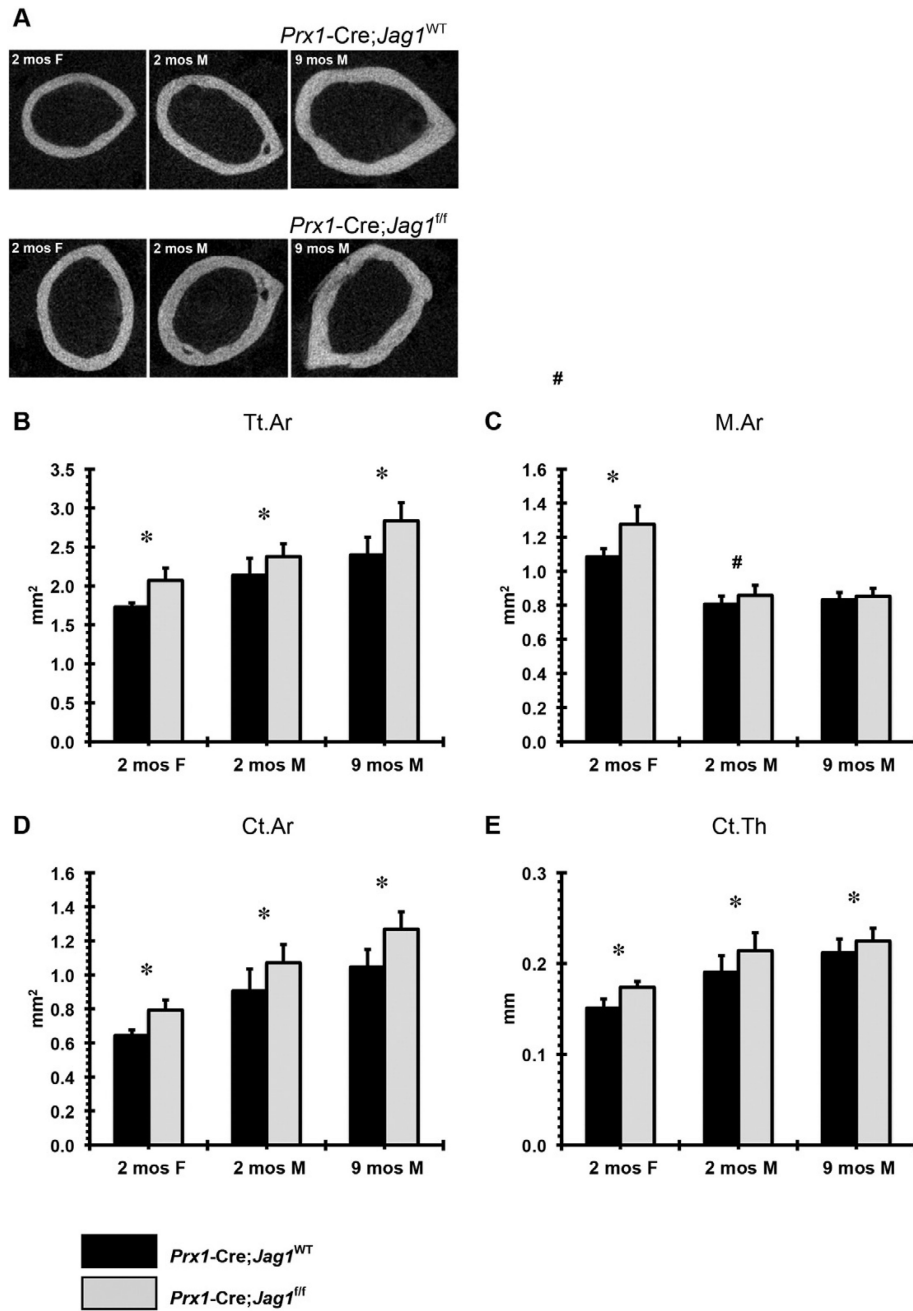 A
Prx1-Cre;Jag1WT
2 mos F 2 mos M 9 mos M
Prx1-Cre;Jag1f/f
2 mos F 2 mos M 9 mos M
#
B Tt.Ar
mm2
3.5
3.0
2.5
2.0
1.5
1.0
0.5
0.0
* * *
2 mos F 2 mos M 9 mos M
C M.Ar
mm2
1.6
1.4
1.2
1.0
0.8
0.6
0.4
0.2
0.0
* #
2 mos F 2 mos M 9 mos M
D Ct.Ar
mm2
1.6
1.4
1.2
1.0
0.8
0.6
0.4
0.2
0.0
* * *
2 mos F 2 mos M 9 mos M
E Ct.Th
mm
0.3
0.2
0.1
0.0
* * *
2 mos F 2 mos M 9 mos M
Prx1-Cre;Jag1WT
Prx1-Cre;Jag1f/f